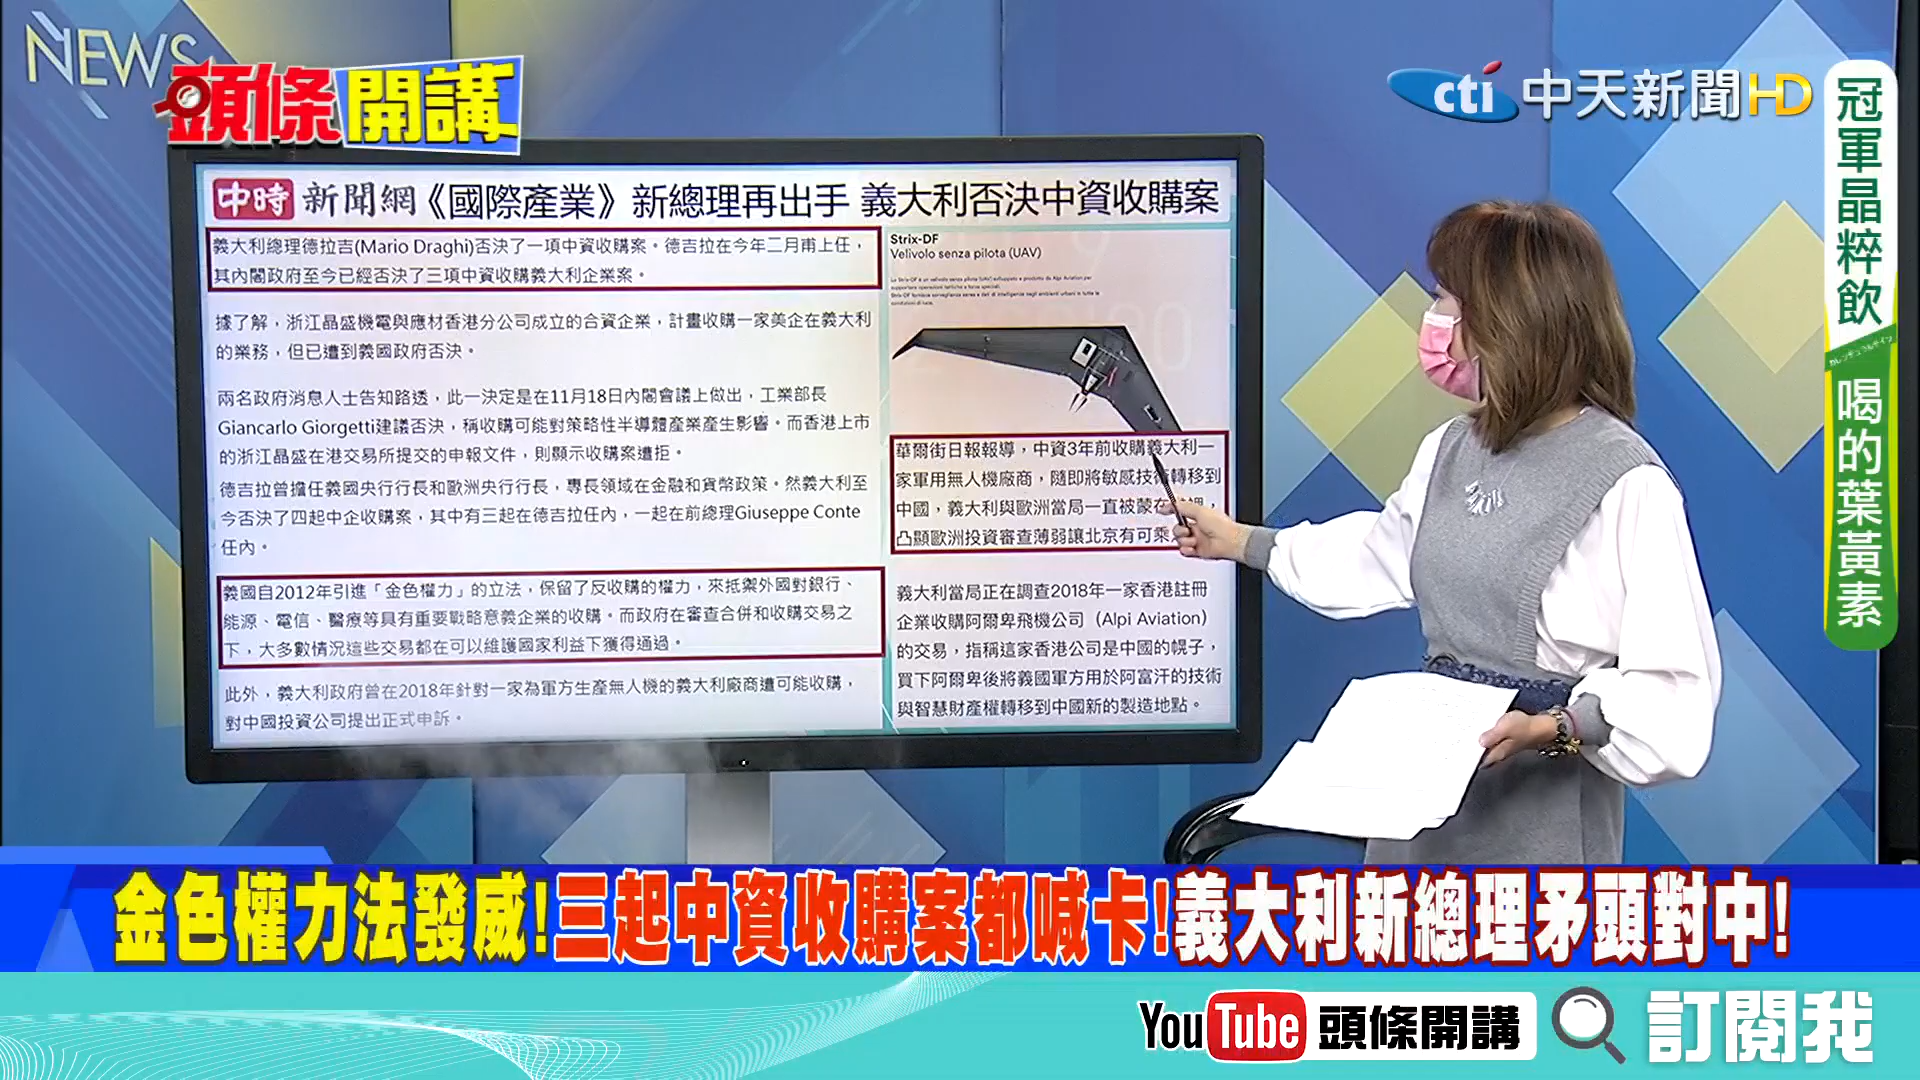 NEWS
頭條開講
cti 中天新聞HD
冠軍晶粹飲
喝的葉黃素
中時 新聞網《國際產業》新總理再出手 義大利否決中資收購案
義大利總理德拉吉(Mario Draghi)否決了一項中資收購案。德吉拉在今年二月甫上任，
其內閣政府至今已經否決了三項中資收購義大利企業案。
據了解，浙江晶盛機電與應材香港分公司成立的合資企業，計畫收購一家美企在義大利
的業務，但已遭到義國政府否決。
兩名政府消息人士告知路透，此一決定是在11月18日內閣會議上做出，工業部長
Giancarlo Giorgetti建議否決，稱收購可能對策略性半導體產業產生影響。而香港上市
的浙江晶盛在港交易所提交的申報文件，則顯示收購案遭拒。
德吉拉曾擔任義國央行行長和歐洲央行行長，專長領域在金融和貨幣政策。然義大利至
今否決了四起中企收購案，其中有三起在德吉拉任內，一起在前總理Giuseppe Conte
任內。
義國自2012年引進「金色權力」的立法，保留了反收購的權力，來抵禦外國對銀行、
能源、電信、醫療等具有重要戰略意義企業的收購。而政府在審查合併和收購交易之
下，大多數情況這些交易都在可以維護國家利益下獲得通過。
此外，義大利政府曾在2018年針對一家為軍方生產無人機的義大利廠商遭可能收購，
對中國投資公司提出正式申訴。
Strix-DF
Velivolo senza pilota (UAV)
華爾街日報報導，中資3年前收購義大利一
家軍用無人機廠商，隨即將敏感技術轉移到
中國，義大利與歐洲當局一直被蒙在
凸顯歐洲投資審查薄弱讓北京有可乘
義大利當局正在調查2018年一家香港註冊
企業收購阿爾卑飛機公司（Alpi Aviation）
的交易，指稱這家香港公司是中國的幌子，
買下阿爾卑後將義國軍方用於阿富汗的技術
與智慧財產權轉移到中國新的製造地點。
金色權力法發威!三起中資收購案都喊卡!義大利新總理矛頭對中!
YouTube 頭條開講 訂閱我